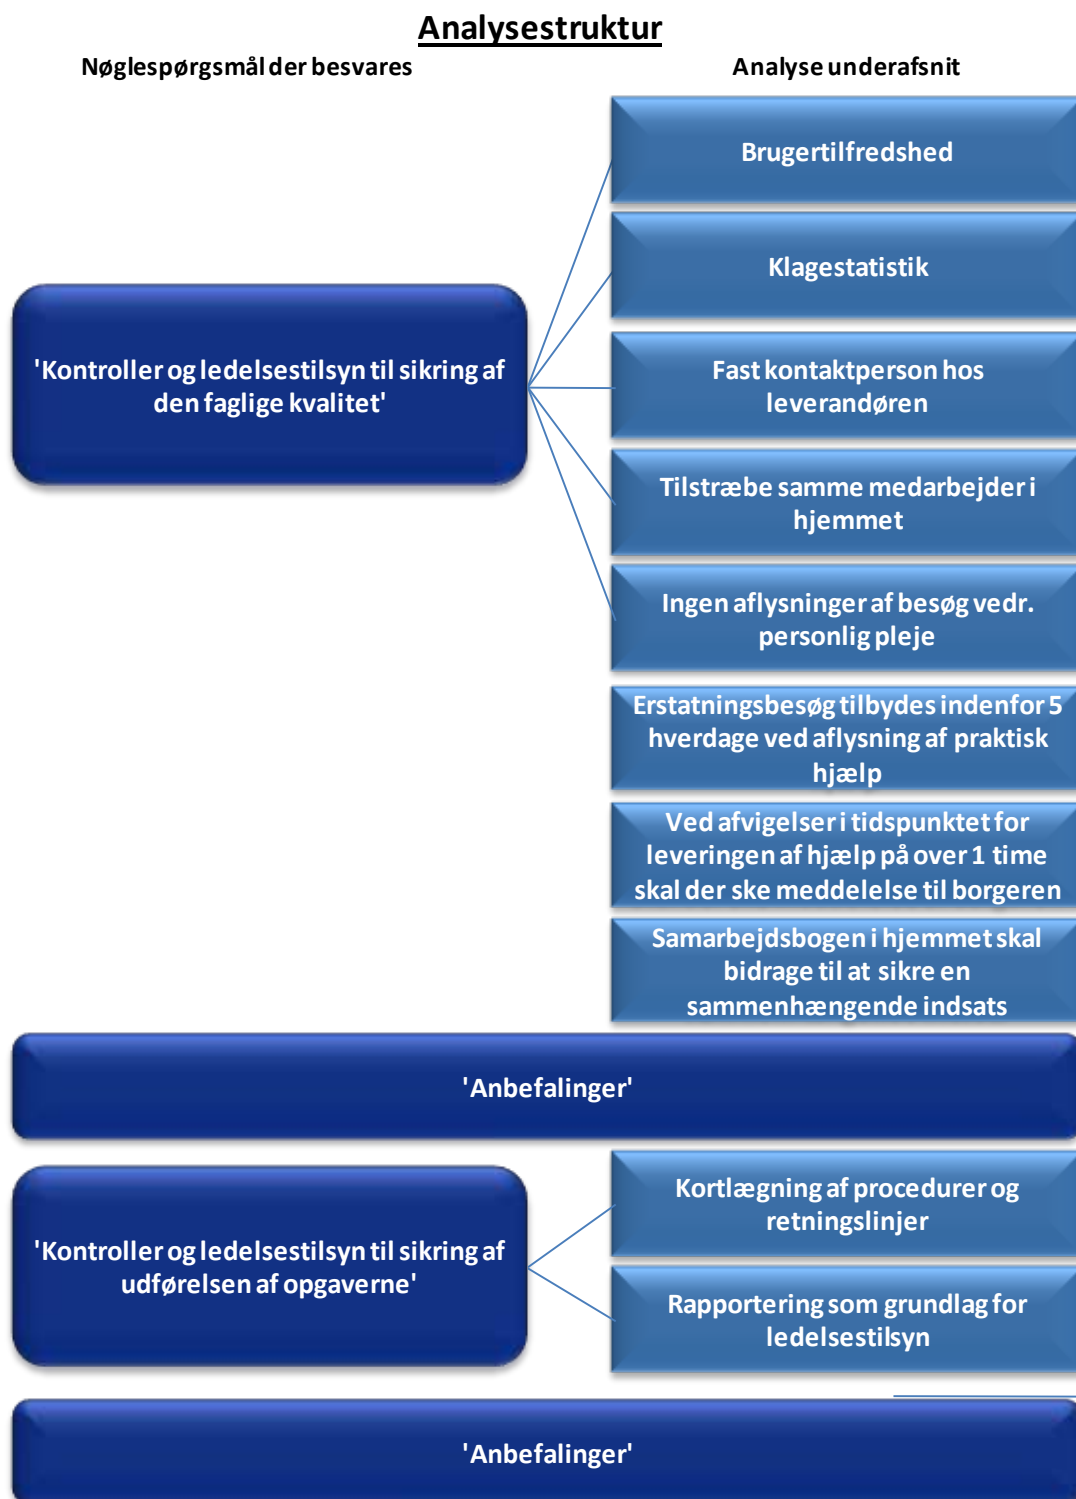 Analysestruktur
Nøglespørgsmål der besvares
Analyse underafsnit
'Kontroller og ledelsestilsyn til sikring af
den faglige kvalitet'
Brugertilfredshed
Klagestatistik
Fast kontaktperson hos
leverandøren
Tilstræbe samme medarbejder i
hjemmet
Ingen aflysninger af besøg vedr.
personlig pleje
Erstatningsbesøg tilbydes indenfor 5
hverdage ved aflysning af praktisk
hjælp
Ved afvigelser i tidspunktet for
leveringen af hjælp på over 1 time
skal der ske meddelelse til borgeren
Samarbejdsbogen i hjemmet skal
bidrage til at sikre en
sammenhængende indsats
'Anbefalinger'
'Kontroller og ledelsestilsyn til sikring af
udførelsen af opgaverne'
Kortlægning af procedurer og
retningslinjer
Rapportering som grundlag for
ledelsestilsyn
'Anbefalinger'